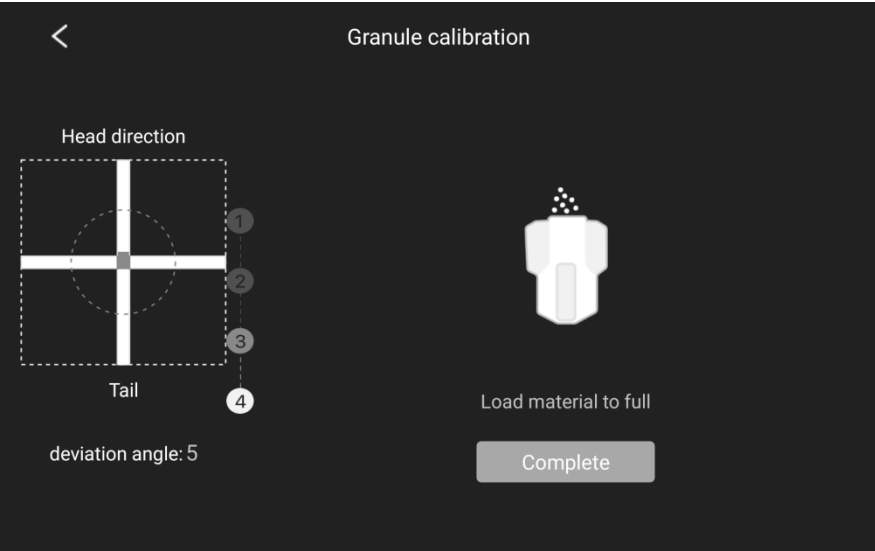 Granule calibration
Head direction
1
2
3
Tail
4
Load material to full
deviation angle: 5
Complete